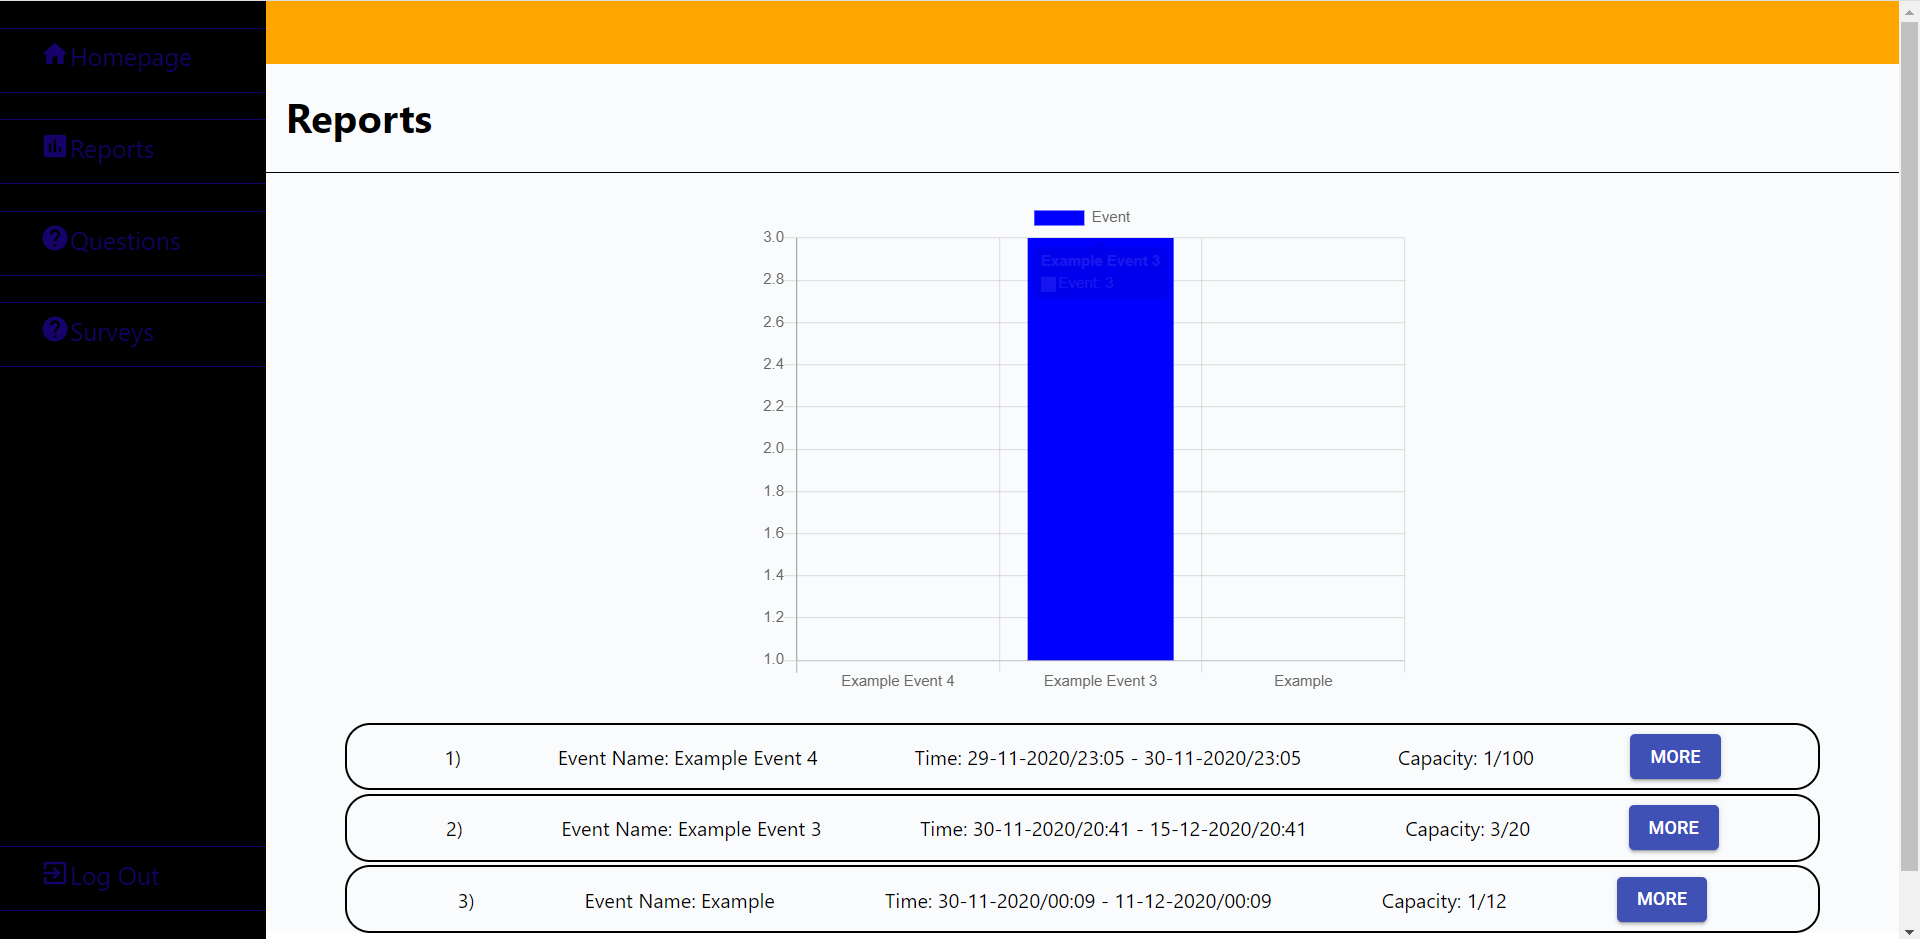 Homepage
Reports
Questions
Surveys
Log Out
Reports
Event
3.0
2.8
2.6
2.4
2.2
2.0
1.8
1.6
1.4
1.2
1.0
Example Event 3
Event: 3
Example Event 4 Example Event 3 Example
1) Event Name: Example Event 4 Time: 29-11-2020/23:05 - 30-11-2020/23:05 Capacity: 1/100 MORE
2) Event Name: Example Event 3 Time: 30-11-2020/20:41 - 15-12-2020/20:41 Capacity: 3/20 MORE
3) Event Name: Example Time: 30-11-2020/00:09 - 11-12-2020/00:09 Capacity: 1/12 MORE